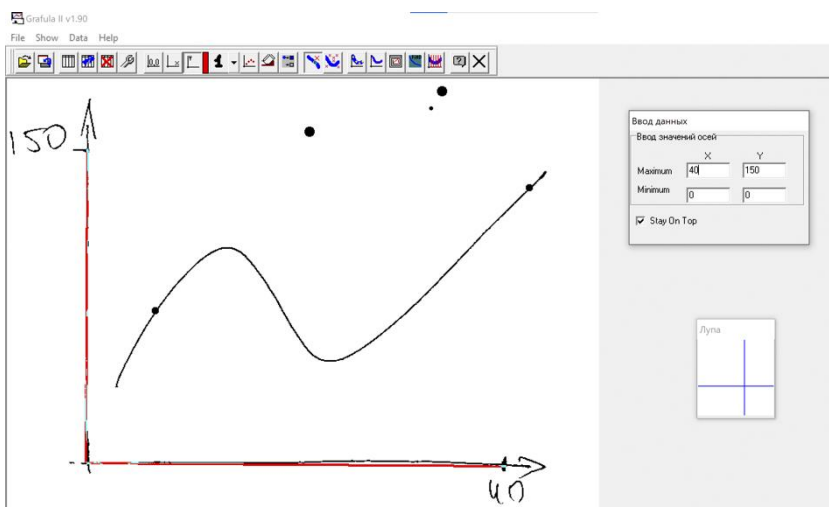 Grafula II v1.90
File Show Data Help
Ввод данных
Ввод значений осей
X Y
Maximum 40 150
Minimum 0 0
Stay On Top
Лупа
150
40